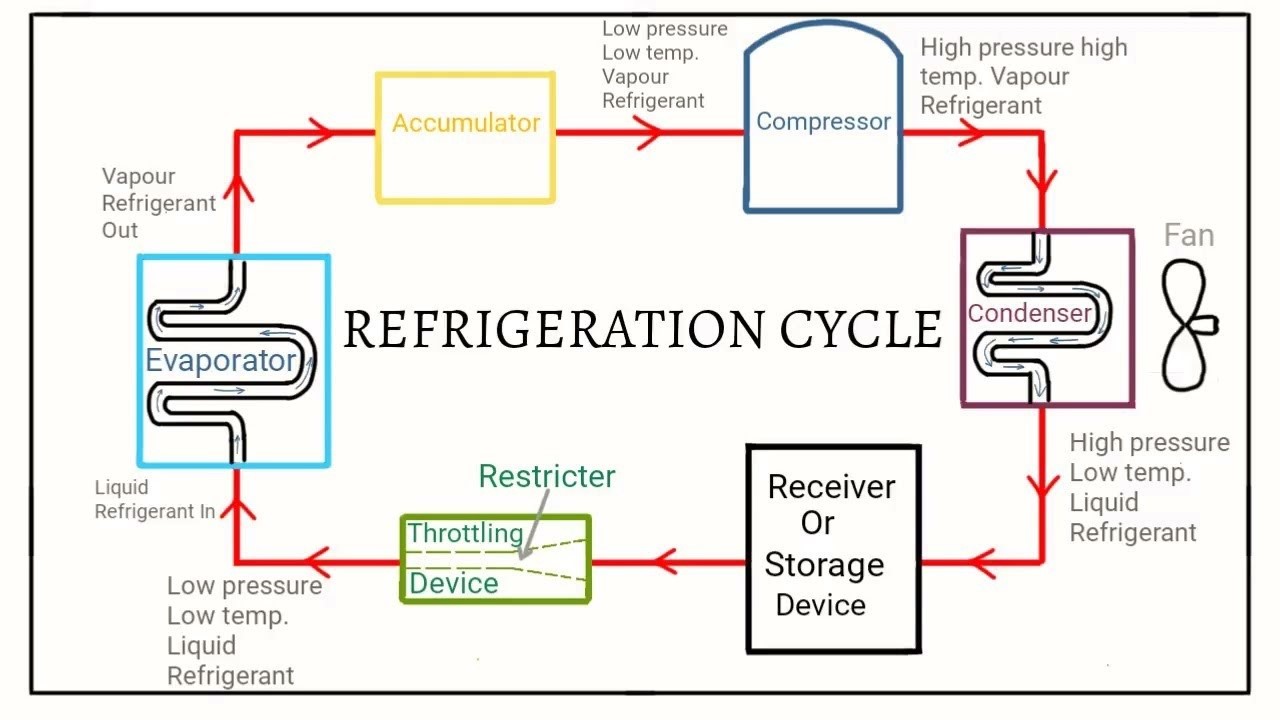 Low pressure
Low temp.
Vapour
Refrigerant
High pressure high
temp. Vapour
Refrigerant
Accumulator
Compressor
Vapour
Refrigerant
Out
Fan
REFRIGERATION CYCLE
Condenser
Evaporator
High pressure
Low temp.
Liquid
Refrigerant
Restricter
Receiver
Or
Storage
Device
Liquid
Refrigerant In
Throttling
Device
Low pressure
Low temp.
Liquid
Refrigerant